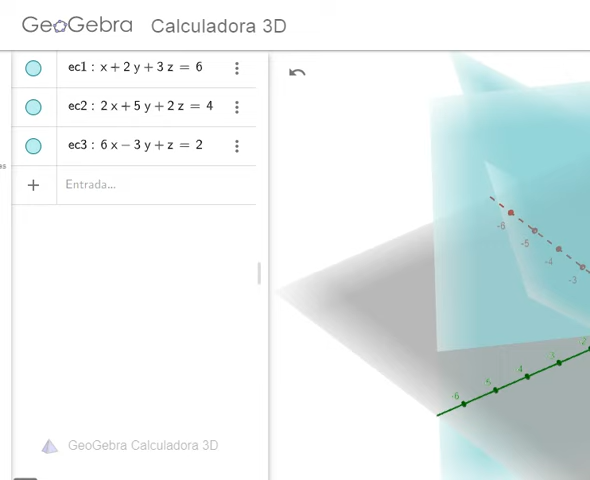 GeoGebra Calculadora 3D
ec1 : x + 2 y + 3 z = 6
ec2 : 2 x + 5 y + 2 z = 4
ec3 : 6 x − 3 y + z = 2
as
+ Entrada...
-6
-5
-4
-3
2
3
4
5
-6
GeoGebra Calculadora 3D